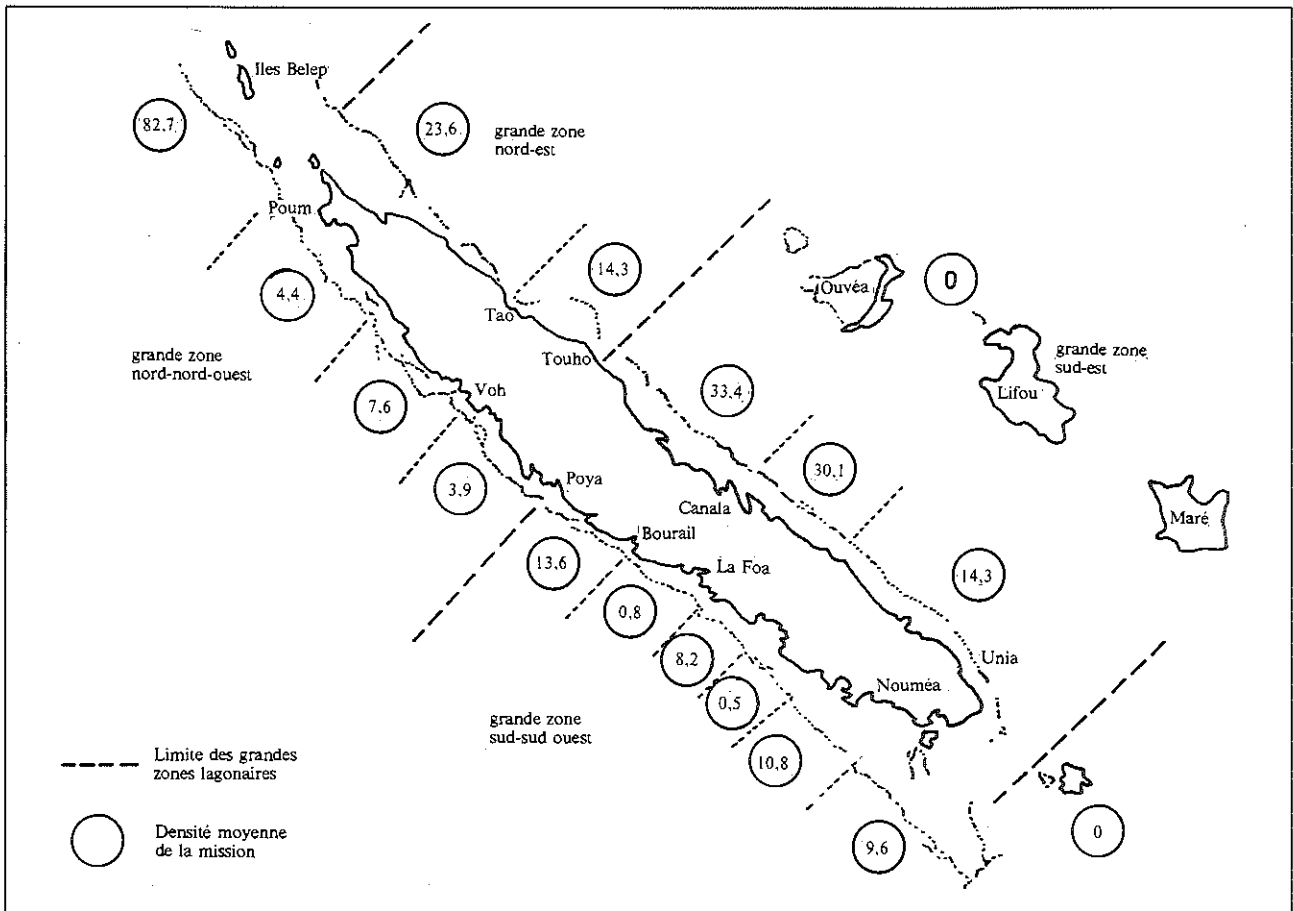 Iles Belep
82,7
23,6
grande zone
nord-est
Poum
4,4
14,3
Ouvéa
0
Tao
grande zone
nord-nord-ouest
Touho
grande zone
sud-est
Lifou
Voh
7,6
33,4
3,9
Poya
30,1
Canala
Maré
Bourail
13,6
La Foa
14,3
0,8
8,2
Unia
Nouméa
0,5
grande zone
sud-sud ouest
10,8
Limite des grandes
zones lagonaires
Densité moyenne
de la mission
9,6
0